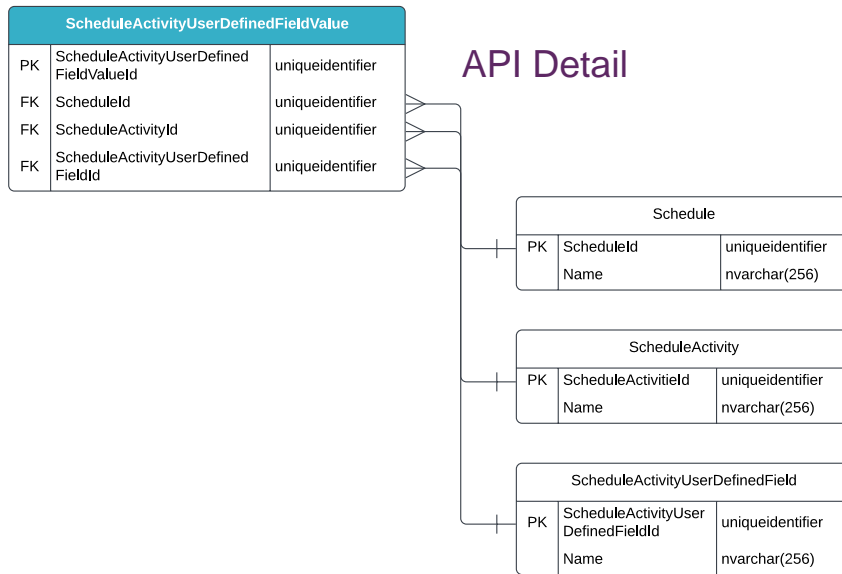 ScheduleActivityUserDefinedFieldValue
PK ScheduleActivityUserDefined
FieldValueId uniqueidentifier
FK ScheduleId uniqueidentifier
FK ScheduleActivityId uniqueidentifier
FK ScheduleActivityUserDefined
FieldId uniqueidentifier
API Detail
Schedule
PK ScheduleId uniqueidentifier
Name nvarchar(256)
ScheduleActivity
PK ScheduleActivitieId uniqueidentifier
Name nvarchar(256)
ScheduleActivityUserDefinedField
PK ScheduleActivityUser
DefinedFieldId uniqueidentifier
Name nvarchar(256)